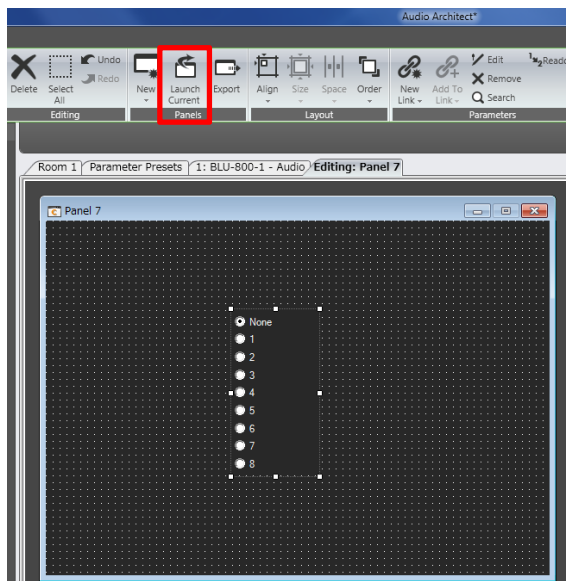 Audio Architect*
Undo
Redo
Delete
Select All
New
Launch Current
Export
Align
Size
Space
Order
New Link
Add To Link
Edit
Remove
Search
Editing
Panels
Layout
Parameters
Room 1
Parameter Presets
1: BLU-800-1 - Audio
Editing: Panel 7
Panel 7
None
1
2
3
4
5
6
7
8